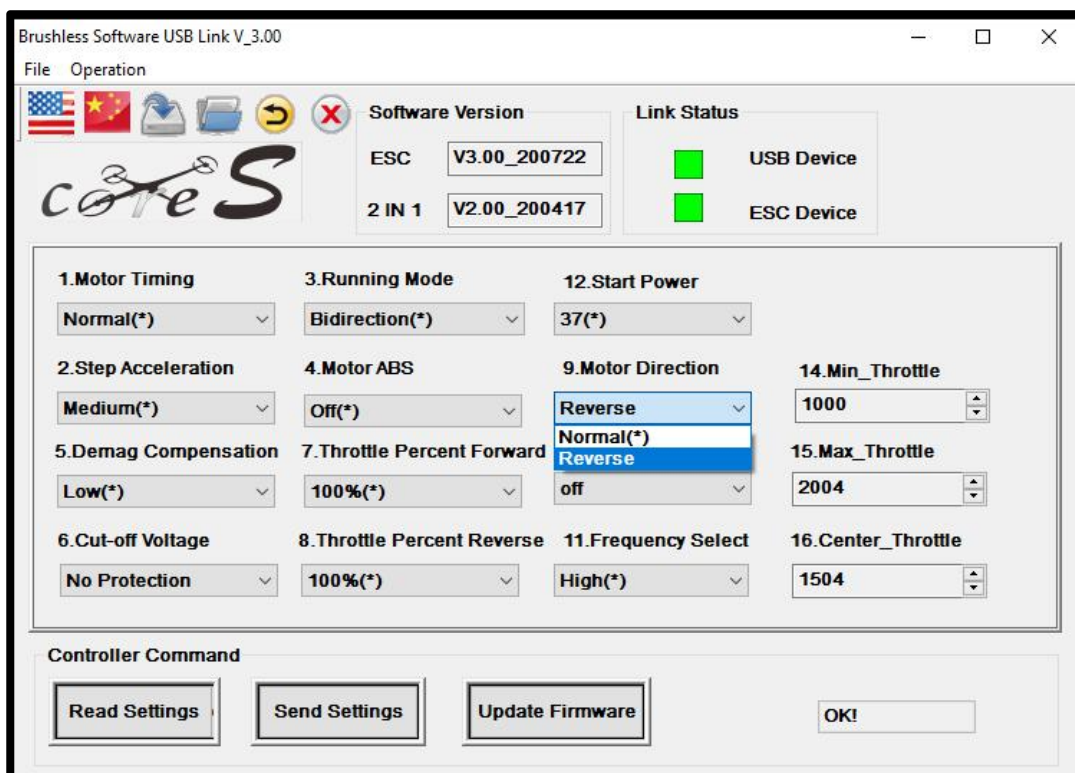 Brushless Software USB Link V_3.00
File Operation
Software Version
Link Status
ESC V3.00_200722
USB Device
2 IN 1 V2.00_200417
ESC Device
coreS
1.Motor Timing
3.Running Mode
12.Start Power
Normal(*)
Bidirection(*)
37(*)
2.Step Acceleration
4.Motor ABS
9.Motor Direction
14.Min_Throttle
Medium(*)
Off(*)
Reverse
1000
Normal(*)
Reverse
5.Demag Compensation
7.Throttle Percent Forward
15.Max_Throttle
Low(*)
100%(*)
off
2004
6.Cut-off Voltage
8.Throttle Percent Reverse
11.Frequency Select
16.Center_Throttle
No Protection
100%(*)
High(*)
1504
Controller Command
Read Settings
Send Settings
Update Firmware
OK!